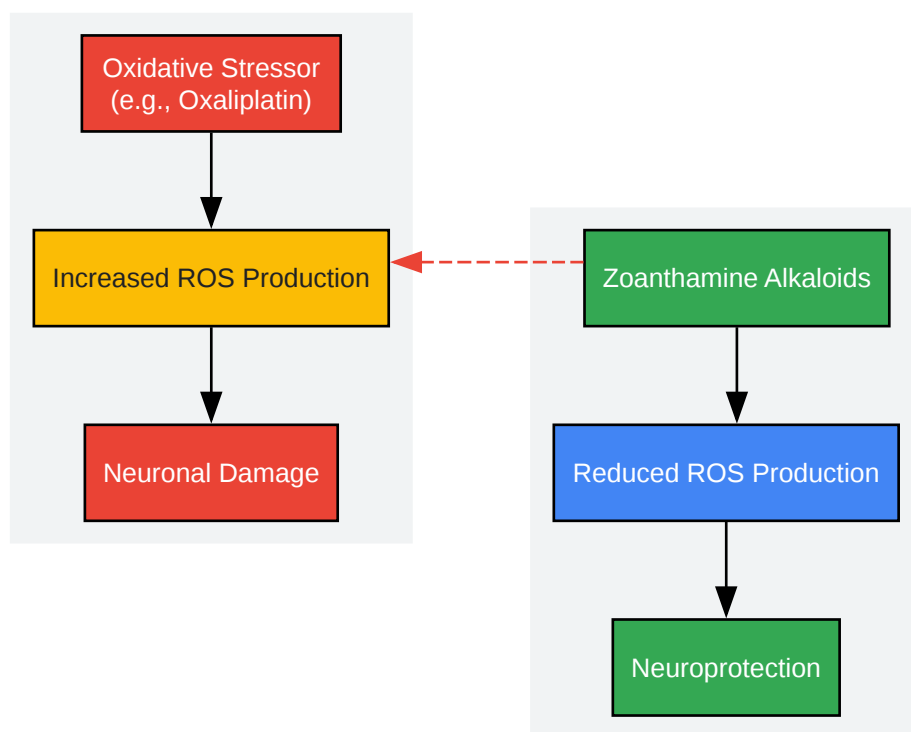 Oxidative Stressor
(e.g., Oxaliplatin)
Increased ROS Production
Neuronal Damage
Zoanthamine Alkaloids
Reduced ROS Production
Neuroprotection